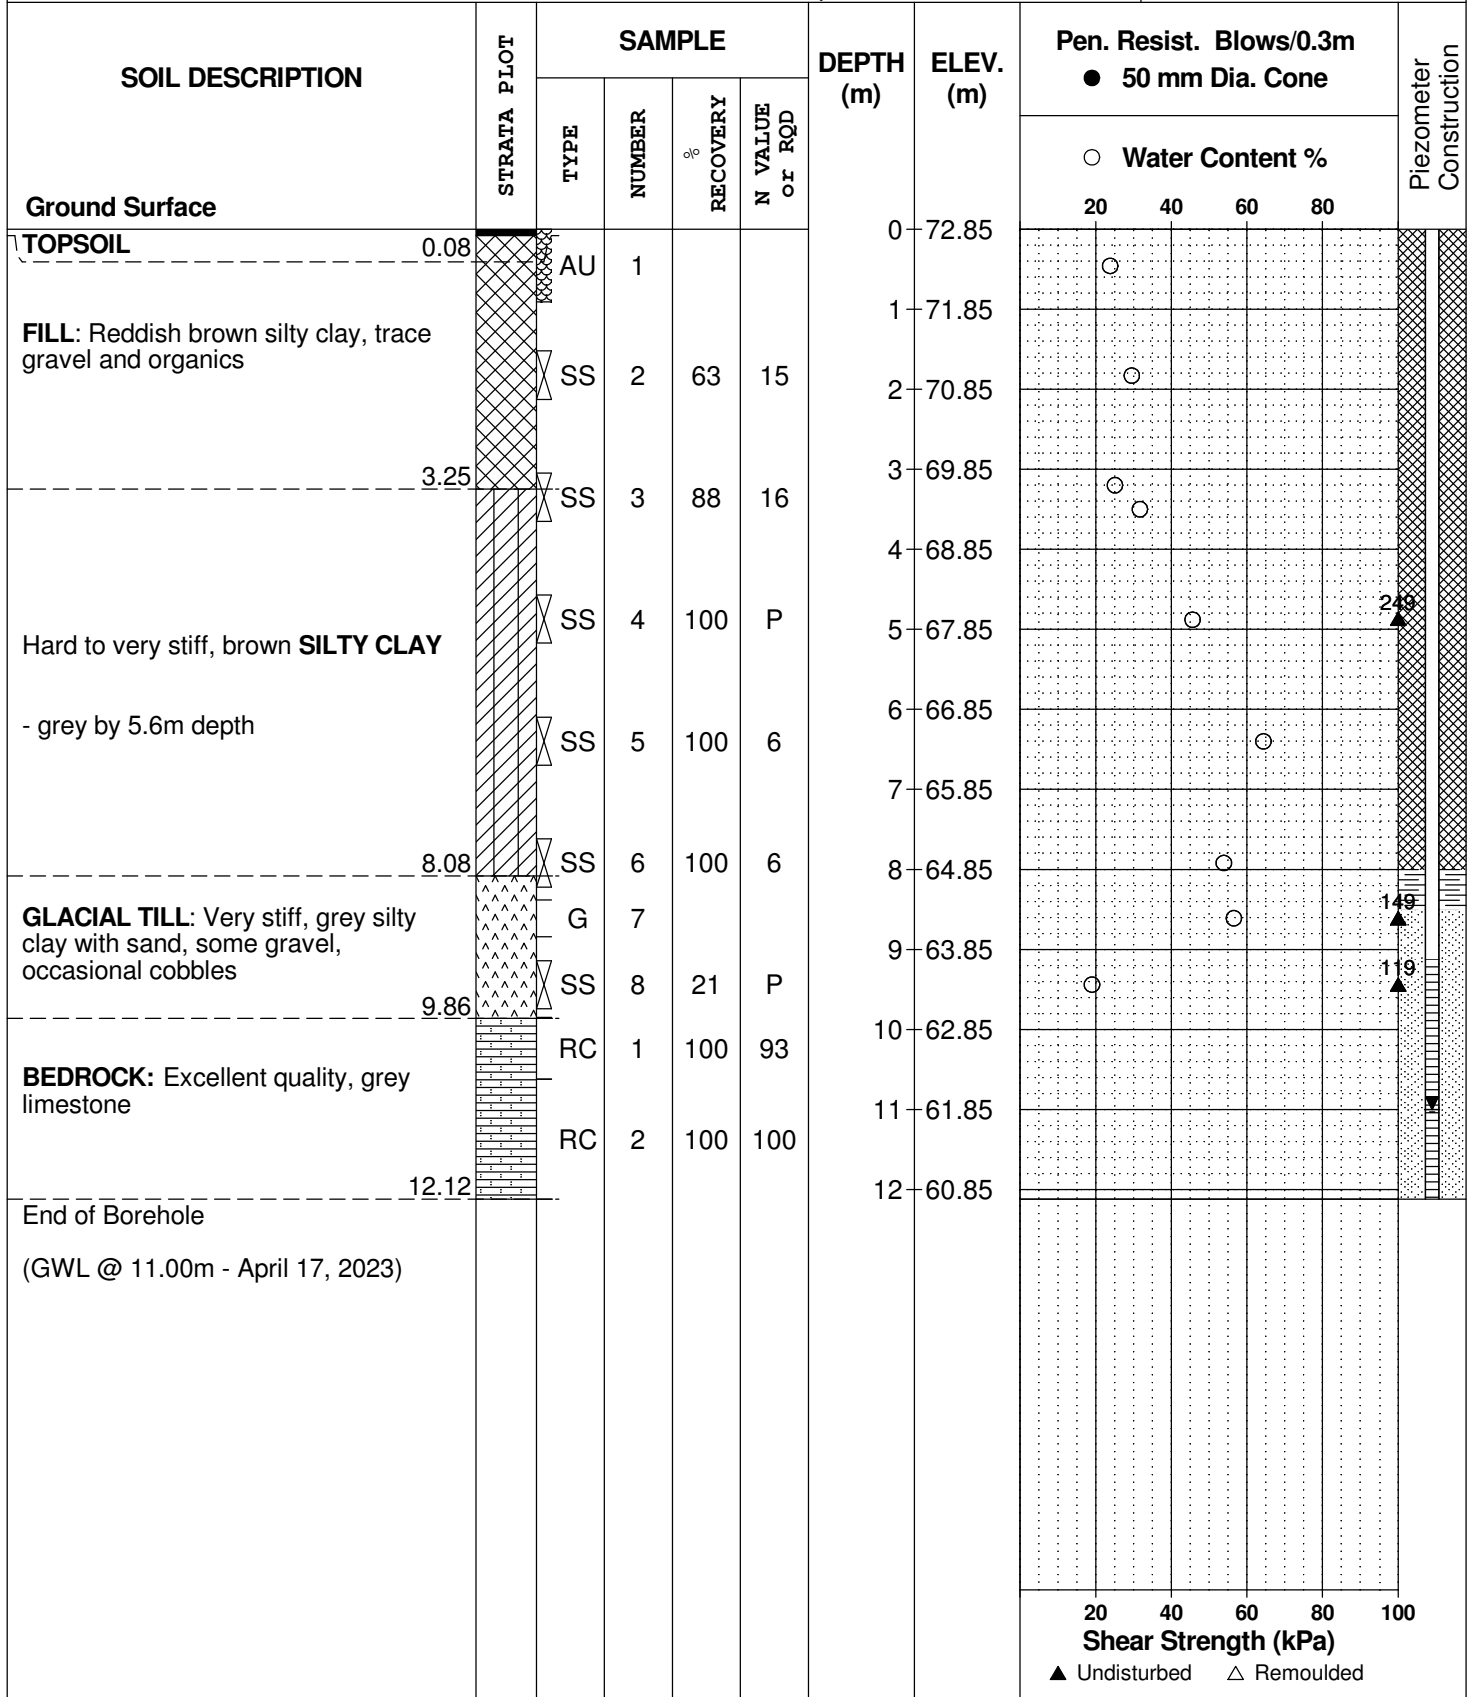 SOIL DESCRIPTION
STRATA PLOT
SAMPLE
TYPE
NUMBER
% RECOVERY
N VALUE or RQD
DEPTH (m)
ELEV. (m)
Pen. Resist. Blows/0.3m
● 50 mm Dia. Cone
○ Water Content %
Piezometer Construction
Ground Surface
20 40 60 80
0 72.85
TOPSOIL 0.08
AU 1
1 71.85
FILL: Reddish brown silty clay, trace
gravel and organics
SS 2 63 15
2 70.85
3 69.85
3.25
SS 3 88 16
4 68.85
249
SS 4 100 P
5 67.85
Hard to very stiff, brown SILTY CLAY
6 66.85
- grey by 5.6m depth
SS 5 100 6
7 65.85
8.08
SS 6 100 6
8 64.85
149
GLACIAL TILL: Very stiff, grey silty
clay with sand, some gravel,
occasional cobbles
G 7
9 63.85
119
SS 8 21 P
9.86
10 62.85
RC 1 100 93
BEDROCK: Excellent quality, grey
limestone
11 61.85
RC 2 100 100
12.12
12 60.85
End of Borehole
(GWL @ 11.00m - April 17, 2023)
20 40 60 80 100
Shear Strength (kPa)
▲ Undisturbed △ Remoulded